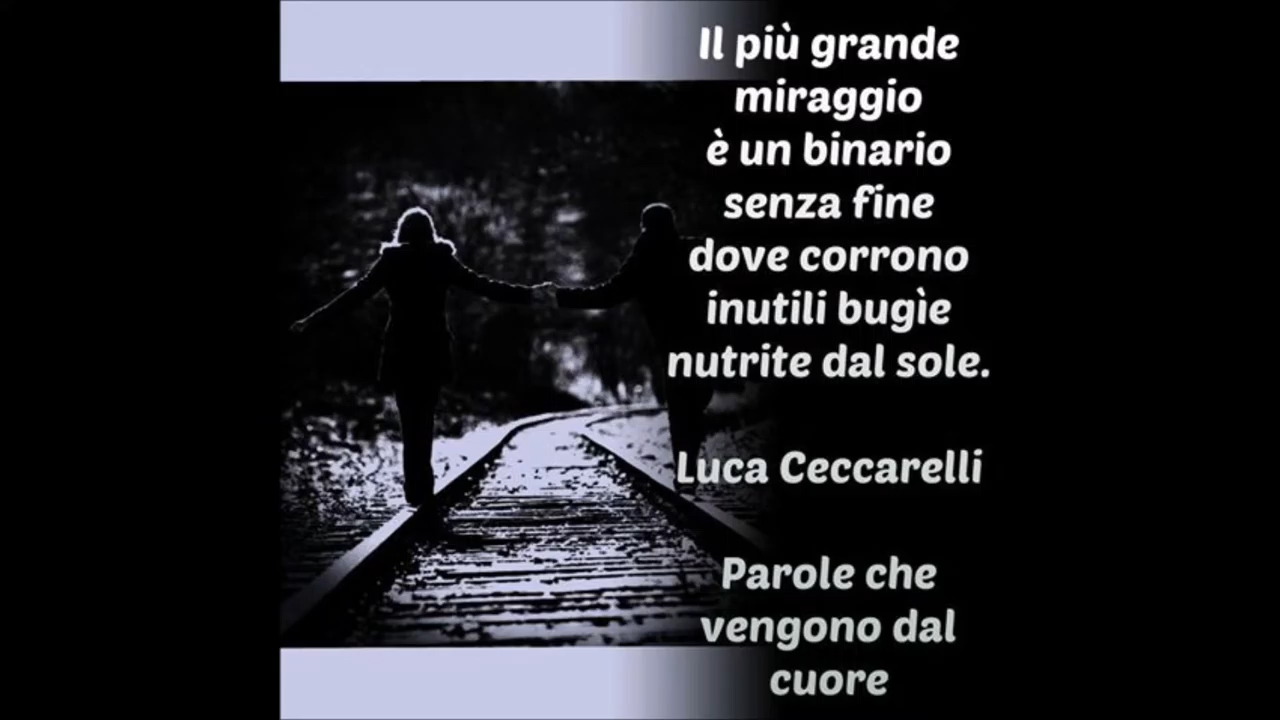 Il più grande
miraggio
è un binario
senza fine
dove corrono
inutili bugìe
nutrite dal sole.
Luca Ceccarelli
Parole che
vengono dal
cuore